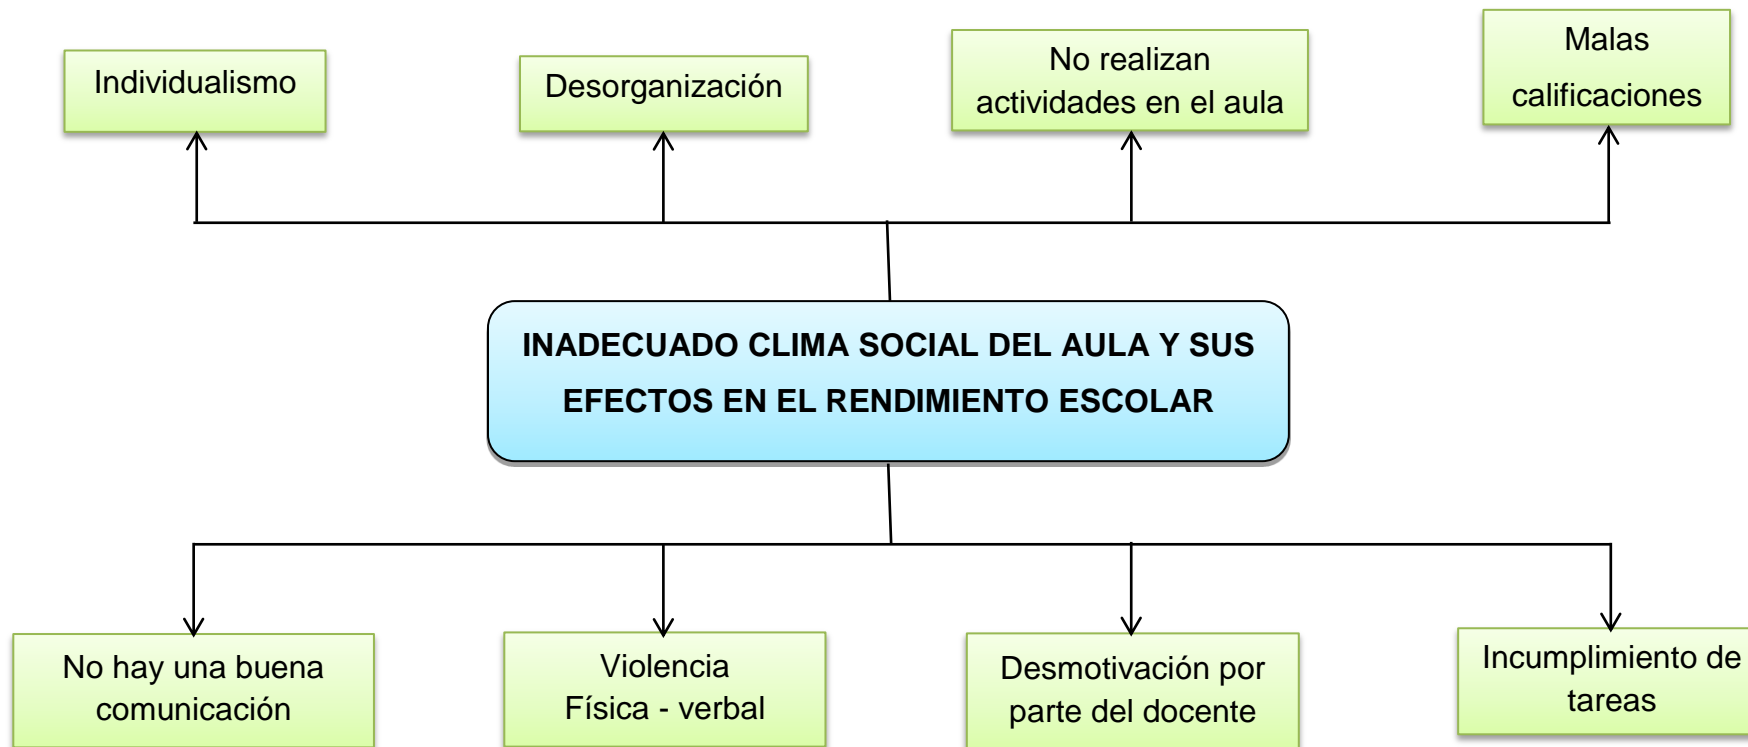 Individualismo
Desorganización
No realizan
actividades en el aula
Malas
calificaciones
INADECUADO CLIMA SOCIAL DEL AULA Y SUS
EFECTOS EN EL RENDIMIENTO ESCOLAR
No hay una buena
comunicación
Violencia
Física - verbal
Desmotivación por
parte del docente
Incumplimiento de
tareas